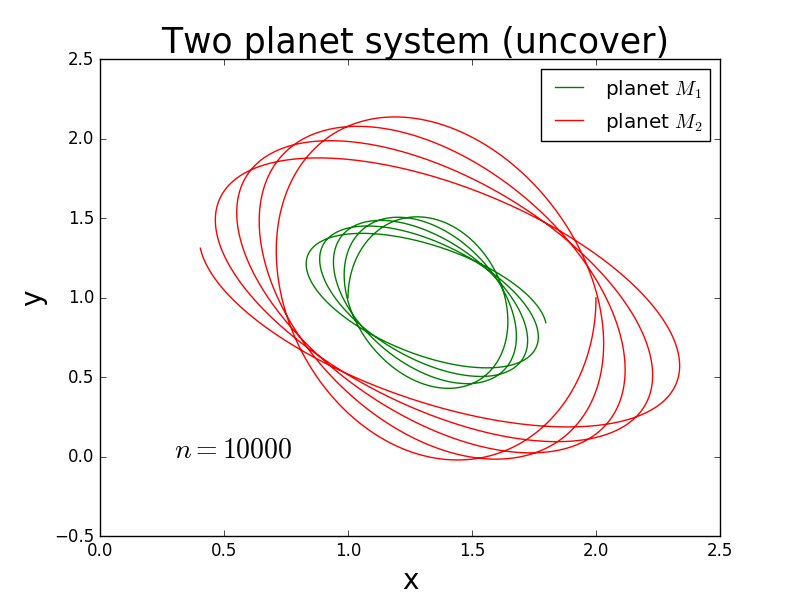 Two planet system (uncover)
planet M₁
planet M₂
2.5
2.0
1.5
1.0
0.5
0.0
−0.5
y
n = 10000
0.0 0.5 1.0 1.5 2.0 2.5
x